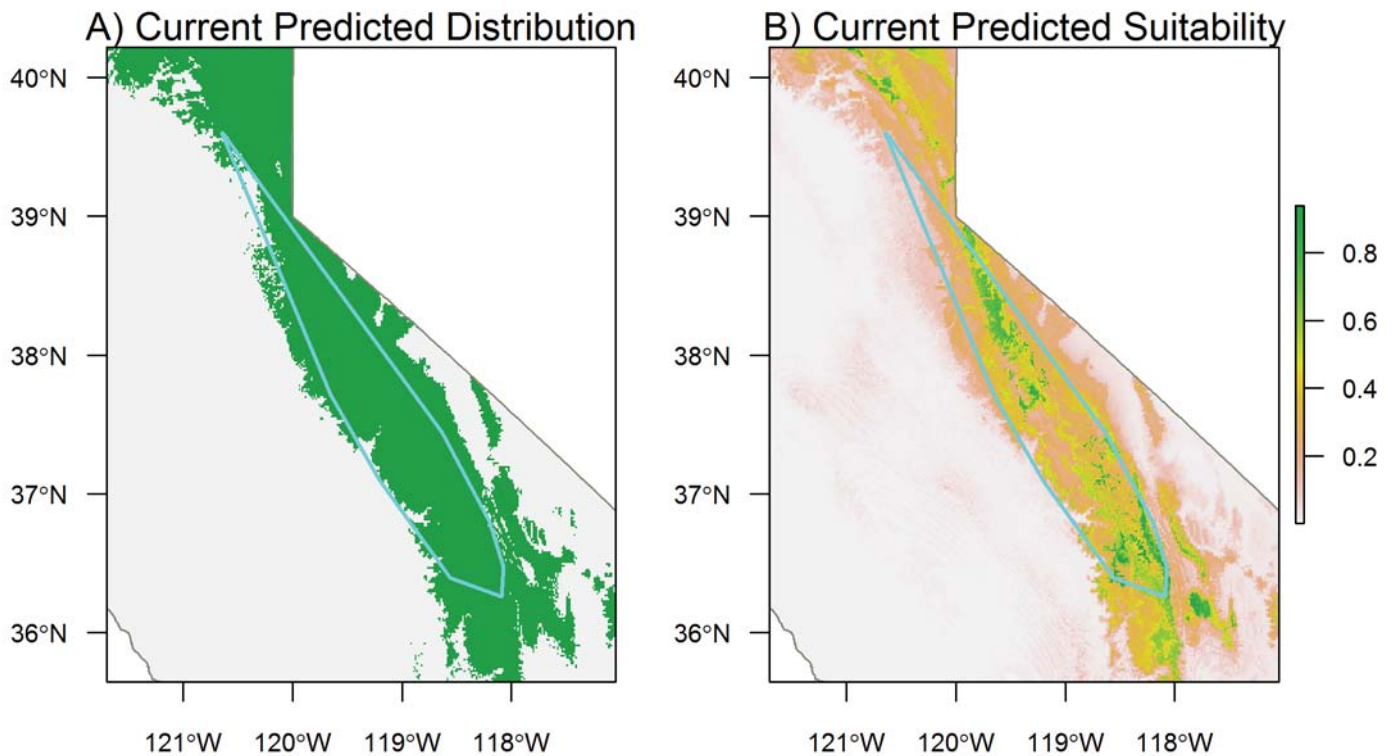 A) Current Predicted Distribution
B) Current Predicted Suitability
40°N
39°N
38°N
37°N
36°N
121°W 120°W 119°W 118°W
40°N
39°N
38°N
37°N
36°N
121°W 120°W 119°W 118°W
0.8
0.6
0.4
0.2